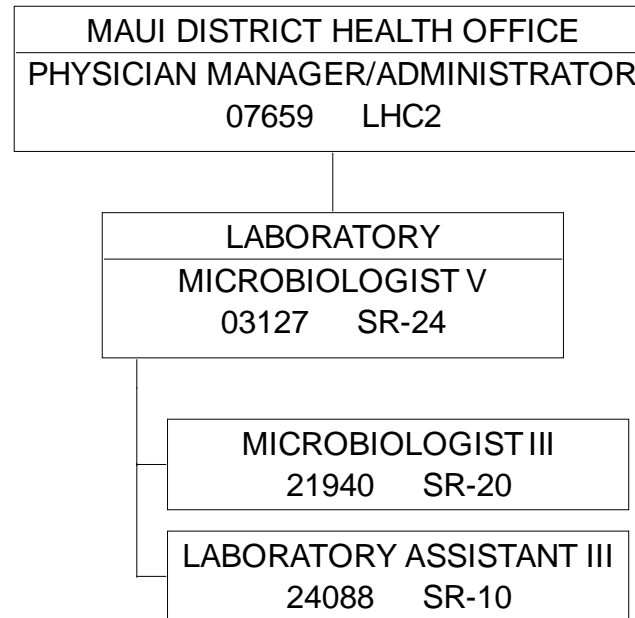 MAUI DISTRICT HEALTH OFFICE
PHYSICIAN MANAGER/ADMINISTRATOR
07659 LHC2
LABORATORY
MICROBIOLOGIST V
03127 SR-24
MICROBIOLOGIST III
21940 SR-20
LABORATORY ASSISTANT III
24088 SR-10